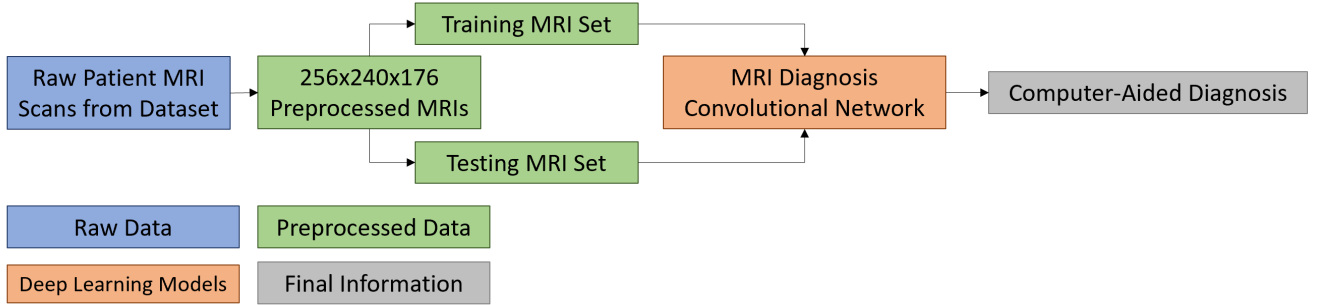 Training MRI Set
Raw Patient MRI
Scans from Dataset
256x240x176
Preprocessed MRIs
MRI Diagnosis
Convolutional Network
Computer-Aided Diagnosis
Testing MRI Set
Raw Data
Preprocessed Data
Deep Learning Models
Final Information